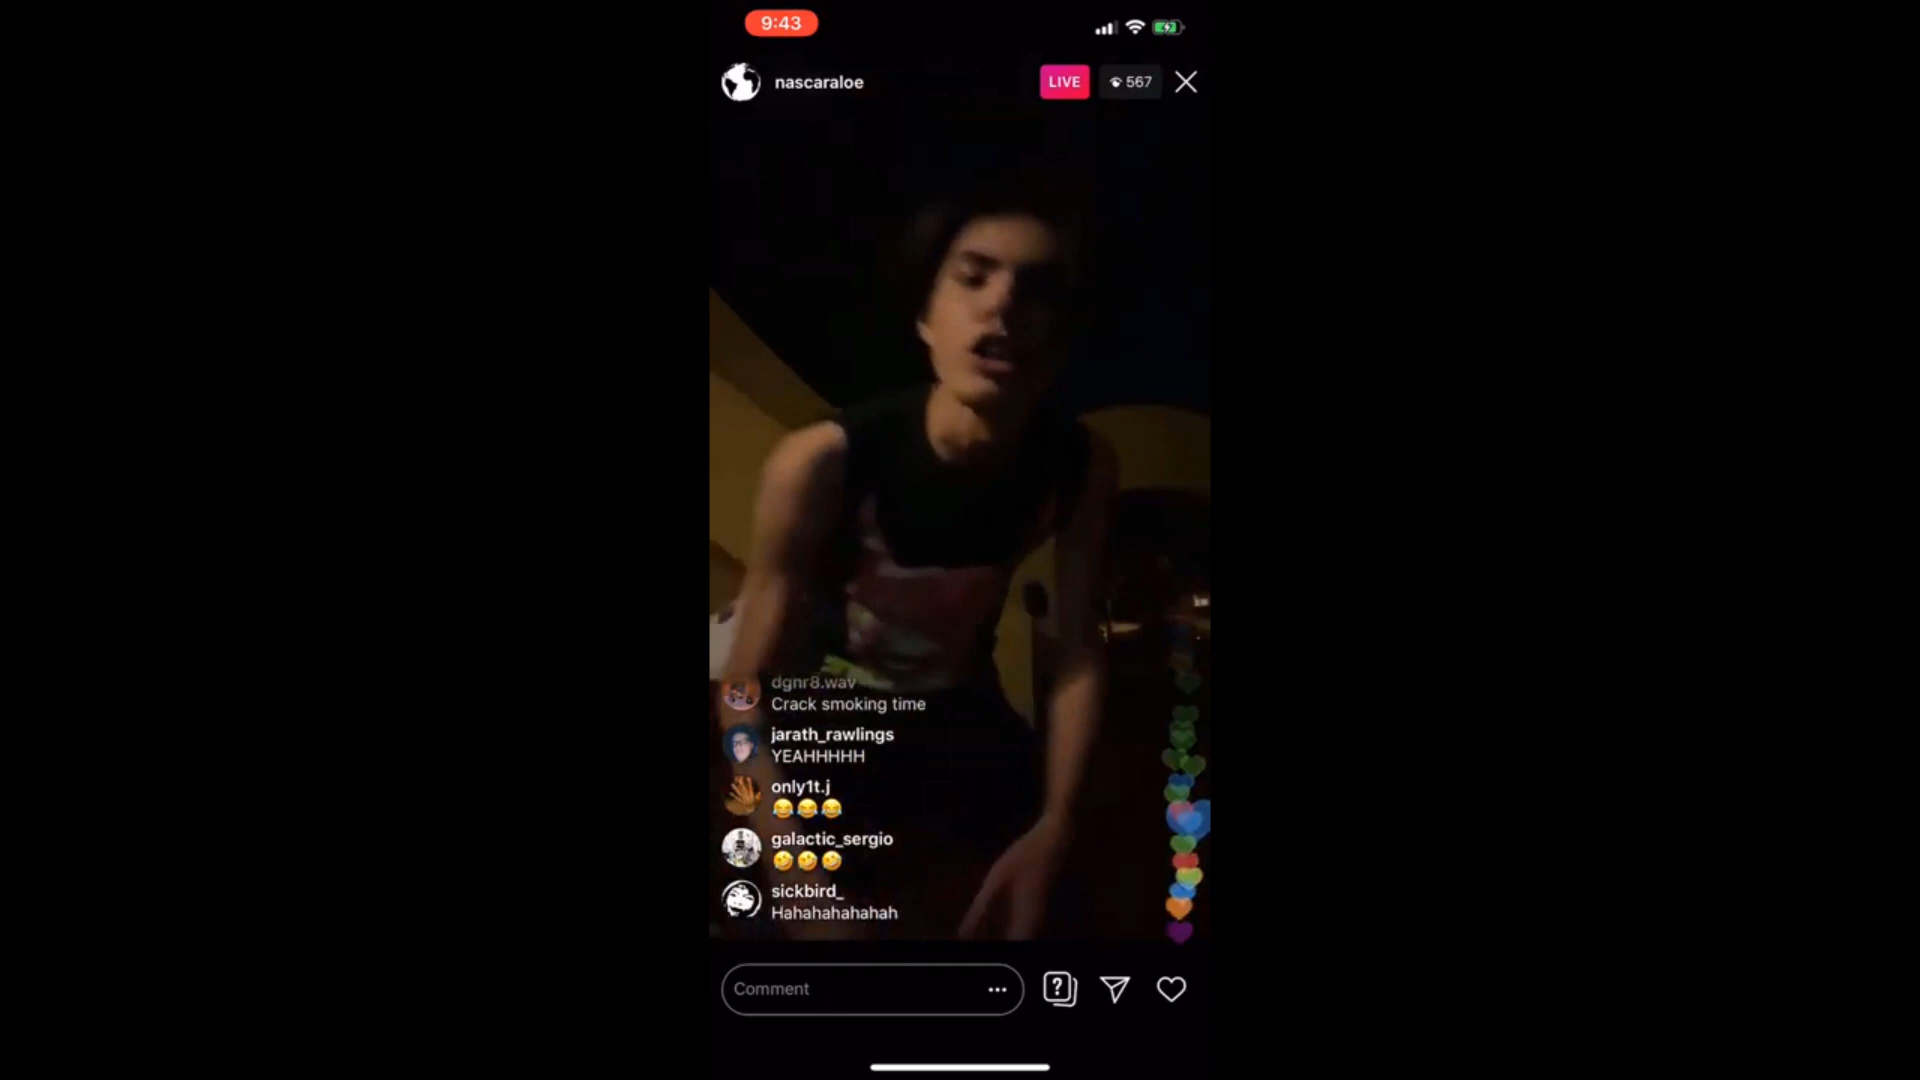 9:43
nascaraloe
LIVE
567
dgnr8.wav
Crack smoking time
jarath_rawlings
YEAHHHHH
only1t.j
😂😂😂
galactic_sergio
🤣🤣🤣
sickbird_
Hahahahahahah
Comment